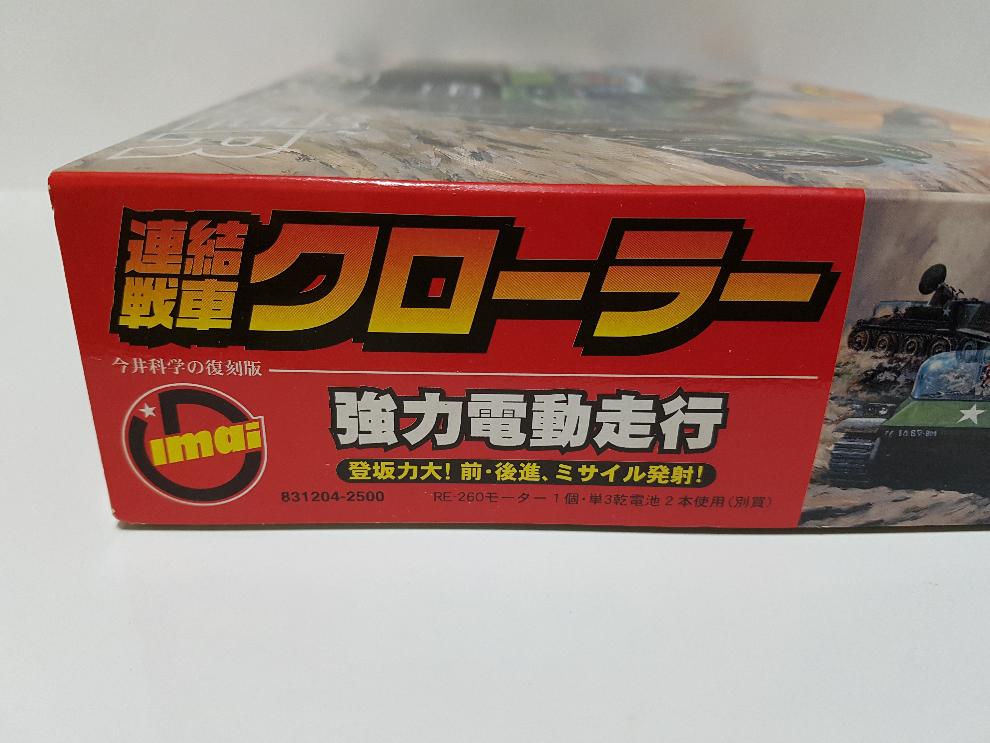 連結
戦車
クローラー
今井科学の復刻版
Imai
強力電動走行
登坂力大!前・後進、ミサイル発射!
831204-2500
RE-260モーター1個・単3乾電池2本使用(別買)